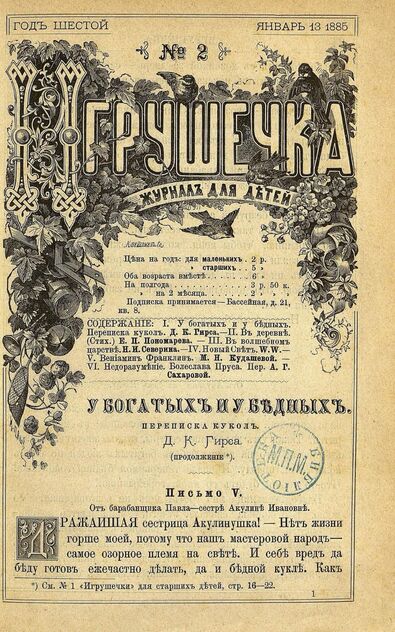 ГОДЪ ШЕСТОЙ
ЯНВАРЬ 13 1885
№ 2
ИГРУШЕЧКА
ЖУРНАЛЪ ДЛЯ ДѢТЕЙ
Цѣна на годъ: для маленькихъ . 2 р.
» старшихъ . . 5 »
Оба возраста вмѣстѣ . . . . 6 »
На полгода . . . . . . 3 р. 50 к.
» на 2 мѣсяца . . . . . 2 » »
Подписка принимается — Бассейная, д. 21,
кв. 8.
СОДЕРЖАНІЕ: I. У богатыхъ и у бѣдныхъ.
Переписка куколъ. Д. К. Гирса.—II. Въ деревнѣ.
(Стих.) Е. П. Пономарева. — III. Въ волшебном
царствѣ. Н. И. Северина. — IV. Новый Свѣтъ. W. W.
— V. Веніаминъ Франклинъ. М. Н. Кудашевой. —
VI. Недоразумѣніе. Болеслава Пруса. Пер. А. Г.
Сахаровой.
У БОГАТЫХЪ И У БѢДНЫХЪ.
ПЕРЕПИСКА КУКОЛЪ.
Д. К. Гирса.
(ПРОДОЛЖЕНІЕ *).
М.П.М.
Письмо V.
Отъ барабанщика Павла—сестрѣ Акулинѣ Ивановнѣ.
ДРАЖАЙШАЯ сестрица Акулинушка! — Нѣтъ жизни
горше моей, потому что нашъ мастеровой народъ—
самое озорное племя на свѣтѣ. И себѣ вредъ да
бѣду готовъ ежечастно дѣлать, да и бѣдной куклѣ. Какъ
*) См. № 1 «Игрушечки» для старшихъ дѣтей, стр. 16—22.
1